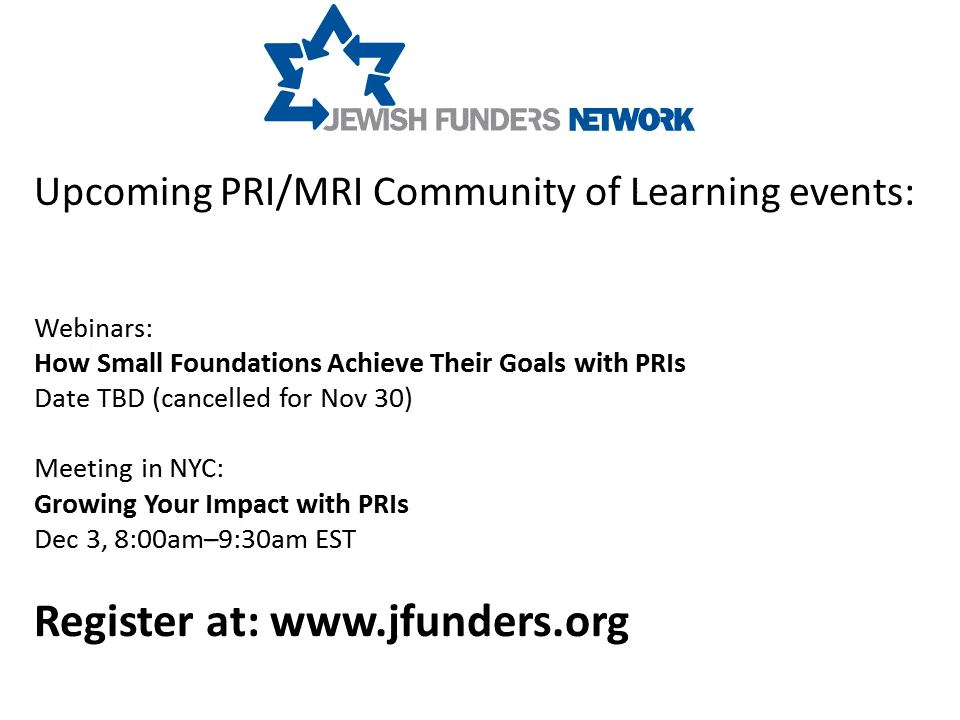 JEWISH FUNDERS NETWORK
Upcoming PRI/MRI Community of Learning events:
Webinars:
How Small Foundations Achieve Their Goals with PRIs
Date TBD (cancelled for Nov 30)
Meeting in NYC:
Growing Your Impact with PRIs
Dec 3, 8:00am–9:30am EST
Register at: www.jfunders.org